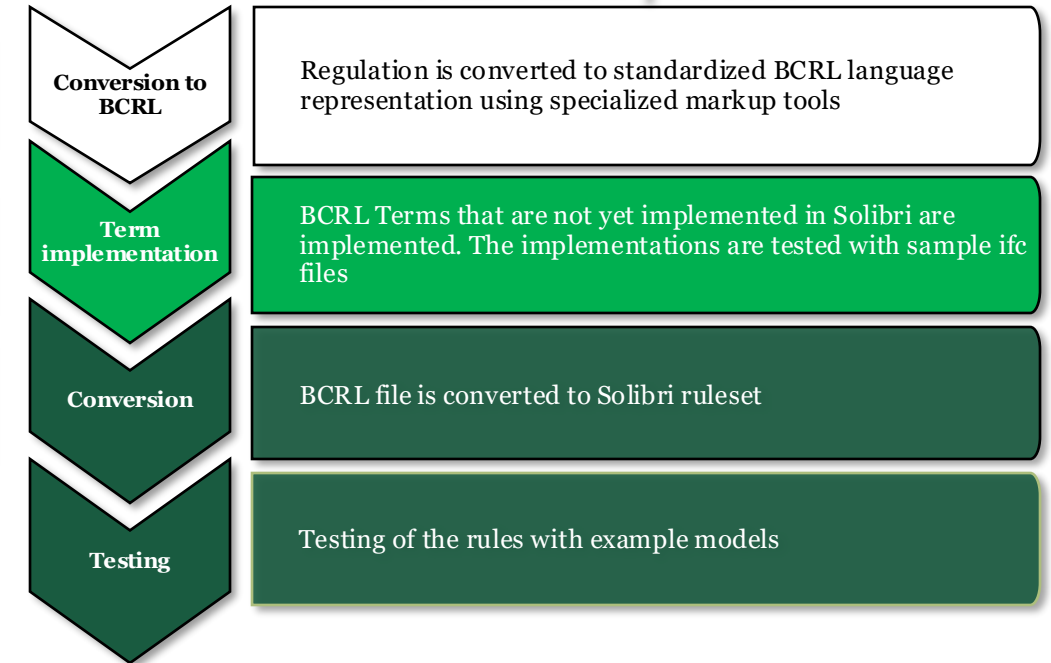 Conversion to
BCRL
Regulation is converted to standardized BCRL language
representation using specialized markup tools
Term
implementation
BCRL Terms that are not yet implemented in Solibri are
implemented. The implementations are tested with sample ifc
files
Conversion
BCRL file is converted to Solibri ruleset
Testing
Testing of the rules with example models